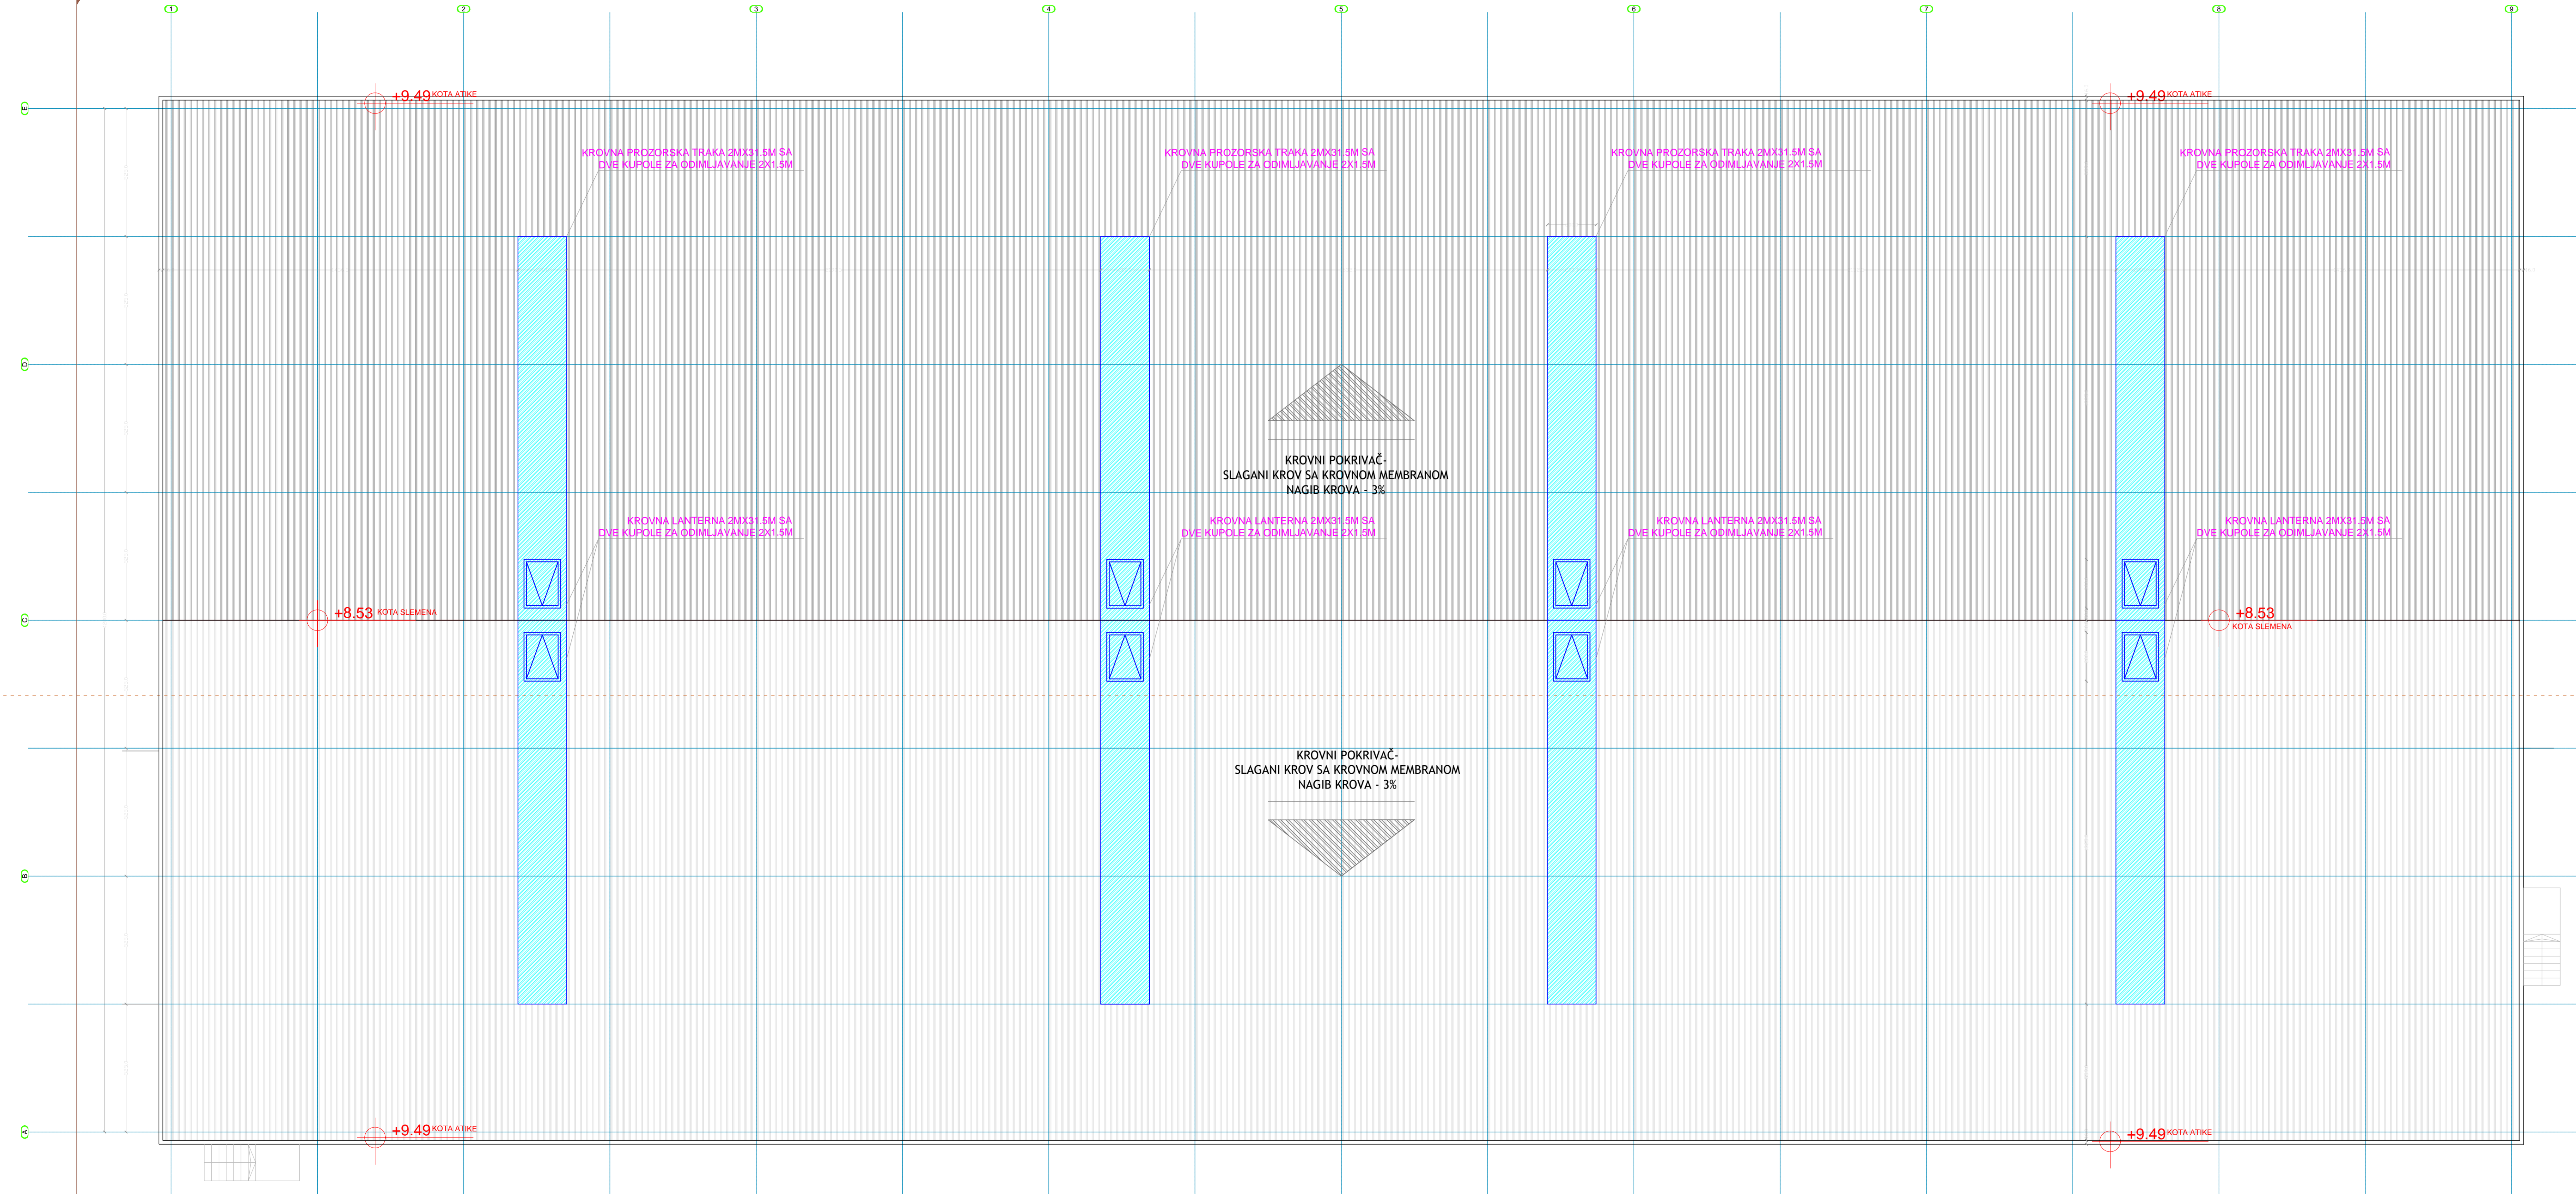 1 2 3 4 5 6 7 8 9
E
+9.49 KOTA ATIKE
+9.49 KOTA ATIKE
KROVNA PROZORSKA TRAKA 2MX31.5M SA
DVE KUPOLE ZA ODIMLJAVANJE 2X1.5M
KROVNA PROZORSKA TRAKA 2MX31.5M SA
DVE KUPOLE ZA ODIMLJAVANJE 2X1.5M
KROVNA PROZORSKA TRAKA 2MX31.5M SA
DVE KUPOLE ZA ODIMLJAVANJE 2X1.5M
KROVNA PROZORSKA TRAKA 2MX31.5M SA
DVE KUPOLE ZA ODIMLJAVANJE 2X1.5M
D
KROVNI POKRIVAČ-
SLAGANI KROV SA KROVNOM MEMBRANOM
NAGIB KROVA - 3%
KROVNA LANTERNA 2MX31.5M SA
DVE KUPOLE ZA ODIMLJAVANJE 2X1.5M
KROVNA LANTERNA 2MX31.5M SA
DVE KUPOLE ZA ODIMLJAVANJE 2X1.5M
KROVNA LANTERNA 2MX31.5M SA
DVE KUPOLE ZA ODIMLJAVANJE 2X1.5M
KROVNA LANTERNA 2MX31.5M SA
DVE KUPOLE ZA ODIMLJAVANJE 2X1.5M
C
+8.53 KOTA SLEMENA
+8.53
KOTA SLEMENA
KROVNI POKRIVAČ-
SLAGANI KROV SA KROVNOM MEMBRANOM
NAGIB KROVA - 3%
B
A
+9.49 KOTA ATIKE
+9.49 KOTA ATIKE